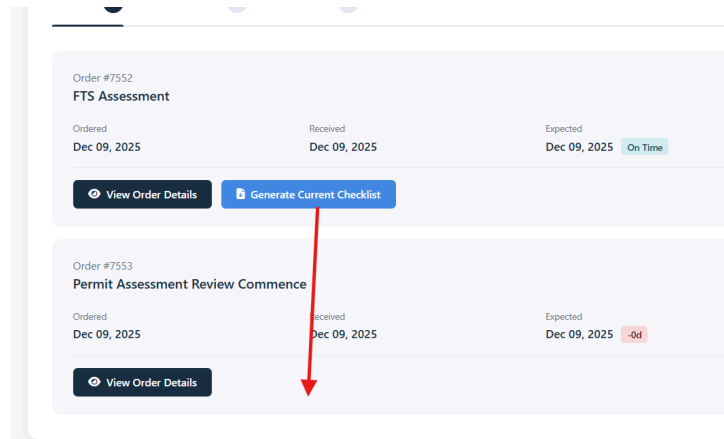 Order #7552
FTS Assessment
Ordered Received Expected
Dec 09, 2025 Dec 09, 2025 Dec 09, 2025 On Time
View Order Details Generate Current Checklist
Order #7553
Permit Assessment Review Commence
Ordered Received Expected
Dec 09, 2025 Dec 09, 2025 Dec 09, 2025 -0d
View Order Details